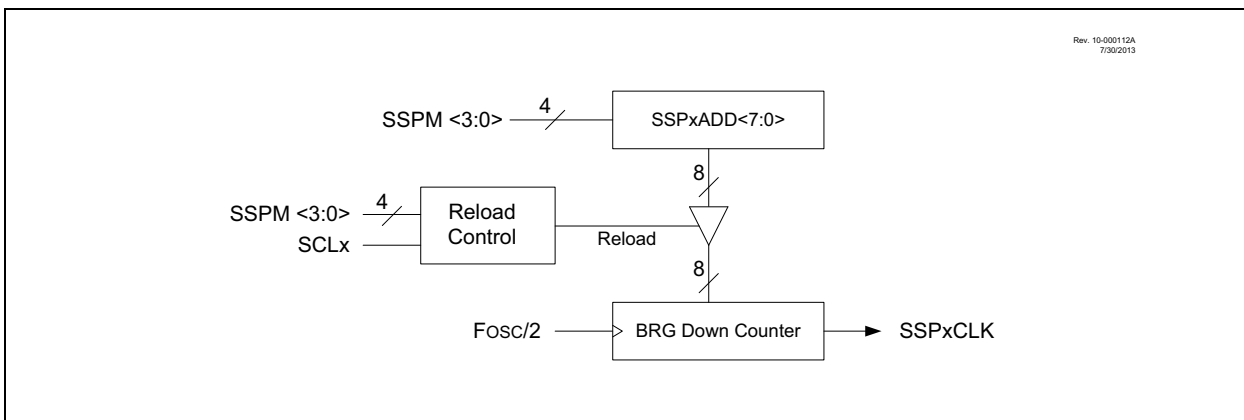 Rev. 10-000112A
7/30/2013
SSPM <3:0>
4
SSPxADD<7:0>
8
SSPM <3:0>
4
SCLx
Reload
Control
Reload
8
FOSC/2
BRG Down Counter
SSPxCLK